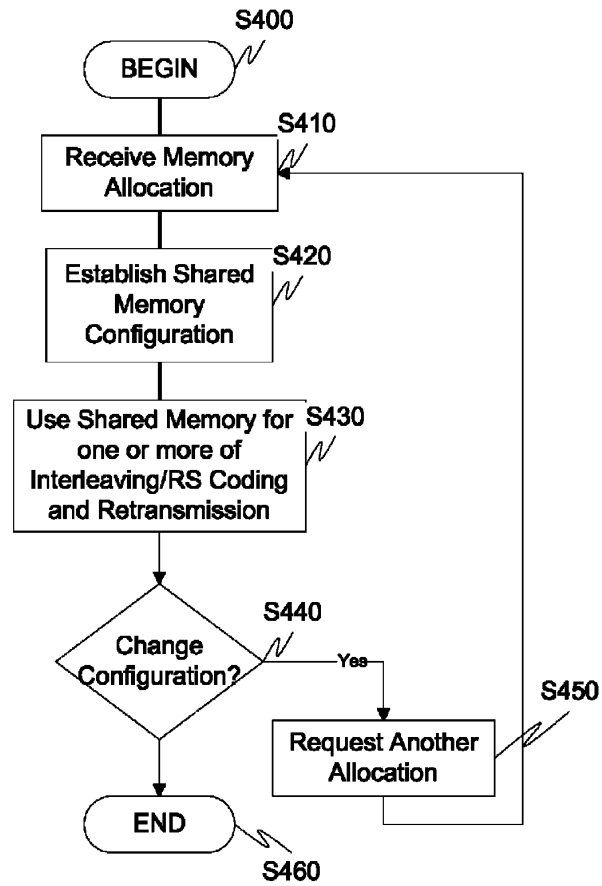 S400
BEGIN
S410
Receive Memory
Allocation
S420
Establish Shared
Memory
Configuration
S430
Use Shared Memory for
one or more of
Interleaving/RS Coding
and Retransmission
S440
Change
Configuration?
Yes
S450
Request Another
Allocation
END
S460